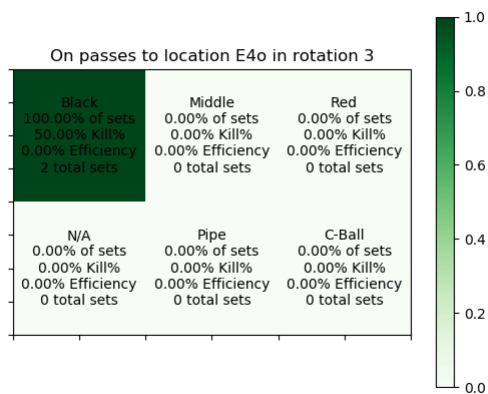 On passes to location E4o in rotation 3
Black
100.00% of sets
50.00% Kill%
0.00% Efficiency
2 total sets
Middle
0.00% of sets
0.00% Kill%
0.00% Efficiency
0 total sets
Red
0.00% of sets
0.00% Kill%
0.00% Efficiency
0 total sets
N/A
0.00% of sets
0.00% Kill%
0.00% Efficiency
0 total sets
Pipe
0.00% of sets
0.00% Kill%
0.00% Efficiency
0 total sets
C-Ball
0.00% of sets
0.00% Kill%
0.00% Efficiency
0 total sets
1.0
0.8
0.6
0.4
0.2
0.0